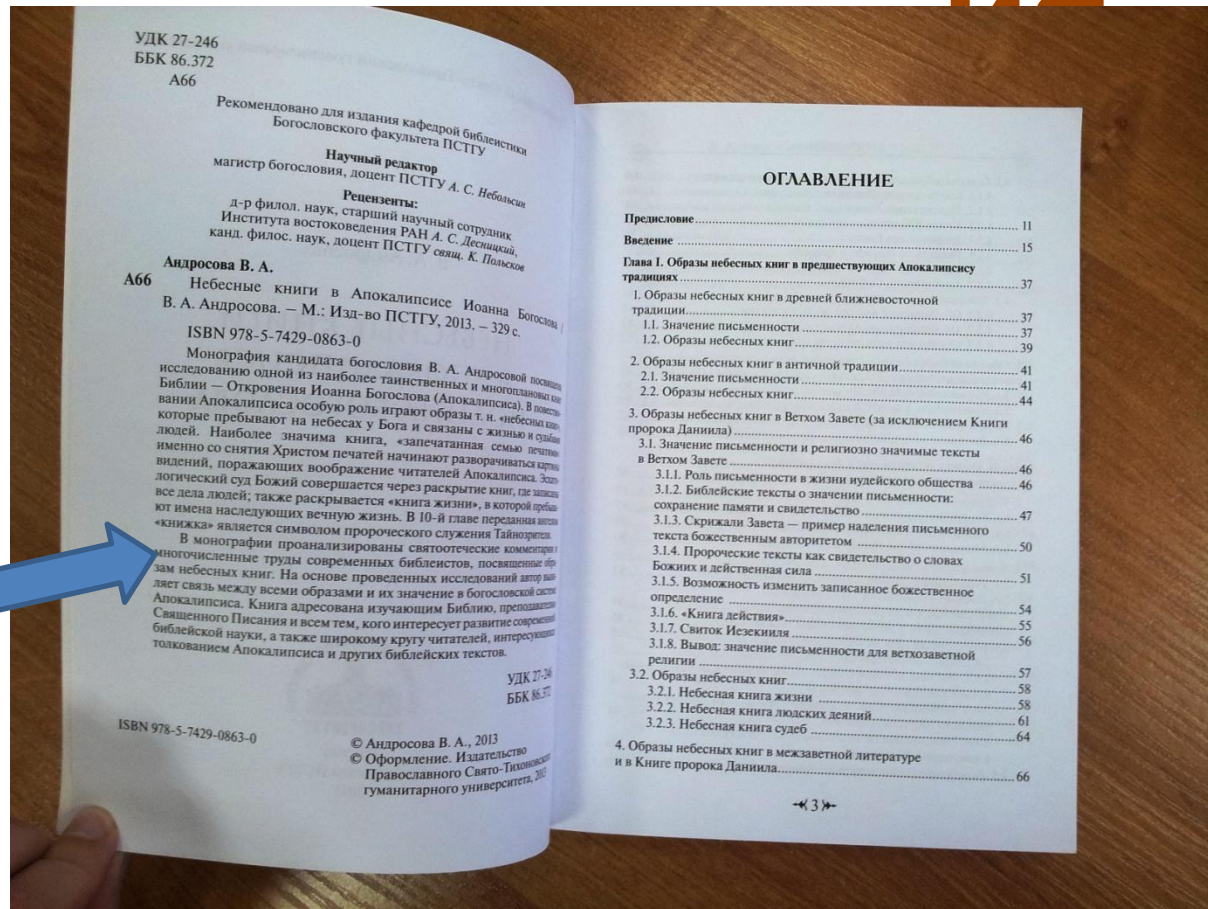 УДК 27-246
ББК 86.372
А66
Рекомендовано для издания кафедрой библеистики
Богословского факультета ПСТГУ
Научный редактор
магистр богословия, доцент ПСТГУ А. С. Небольсин
Рецензенты:
д-р филол. наук, старший научный сотрудник
Института востоковедения РАН А. С. Десницкий,
канд. филос. наук, доцент ПСТГУ свящ. К. Польсков
Андросова В. А.
А66 Небесные книги в Апокалипсисе Иоанна Богослова /
В. А. Андросова. – М.: Изд-во ПСТГУ, 2013. – 329 с.
ISBN 978-5-7429-0863-0
Монография кандидата богословия В. А. Андросовой посвящена
исследованию одной из наиболее таинственных и многоплановых книг
Библии — Откровения Иоанна Богослова (Апокалипсиса). В повество-
вании Апокалипсиса особую роль играют образы т. н. «небесных книг»,
которые пребывают на небесах у Бога и связаны с жизнью и судьбами
людей. Наиболее значима книга, «запечатанная семью печатями»:
именно со снятия Христом печатей начинают разворачиваться картины
видений, поражающих воображение читателей Апокалипсиса. Эсхато-
логический суд Божий совершается через раскрытие книг, где записаны
все дела людей; также раскрывается «книга жизни», в которой пребыва-
ют имена наследующих вечную жизнь. В 10-й главе переданная ангелом
«книжка» является символом пророческого служения Тайнозрителя.
В монографии проанализированы святоотеческие комментарии и
многочисленные труды современных библеистов, посвященные обра-
зам небесных книг. На основе проведенных исследований автор выяв-
ляет связь между всеми образами и их значение в богословской системе
Апокалипсиса. Книга адресована изучающим Библию, преподавателям
Священного Писания и всем тем, кого интересует развитие современной
библейской науки, а также широкому кругу читателей, интересующихся
толкованием Апокалипсиса и других библейских текстов.
УДК 27-246
ББК 86.372
ISBN 978-5-7429-0863-0
© Андросова В. А., 2013
© Оформление. Издательство
Православного Свято-Тихоновского
гуманитарного университета, 2013
ОГЛАВЛЕНИЕ
Предисловие 11
Введение 15
Глава I. Образы небесных книг в предшествующих Апокалипсису
традициях 37
1. Образы небесных книг в древней ближневосточной
традиции 37
1.1. Значение письменности 37
1.2. Образы небесных книг 39
2. Образы небесных книг в античной традиции 41
2.1. Значение письменности 41
2.2. Образы небесных книг 44
3. Образы небесных книг в Ветхом Завете (за исключением Книги
пророка Даниила) 46
3.1. Значение письменности и религиозно значимые тексты
в Ветхом Завете 46
3.1.1. Роль письменности в жизни иудейского общества 46
3.1.2. Библейские тексты о значении письменности:
сохранение памяти и свидетельство 47
3.1.3. Скрижали Завета — пример наделения письменного
текста божественным авторитетом 50
3.1.4. Пророческие тексты как свидетельство о словах
Божиих и действенная сила 51
3.1.5. Возможность изменить записанное божественное
определение 54
3.1.6. «Книга действия» 55
3.1.7. Свиток Иезекииля 56
3.1.8. Вывод: значение письменности для ветхозаветной
религии 57
3.2. Образы небесных книг 58
3.2.1. Небесная книга жизни 58
3.2.2. Небесная книга людских деяний 61
3.2.3. Небесная книга судеб 64
4. Образы небесных книг в межзаветной литературе
и в Книге пророка Даниила 66
3